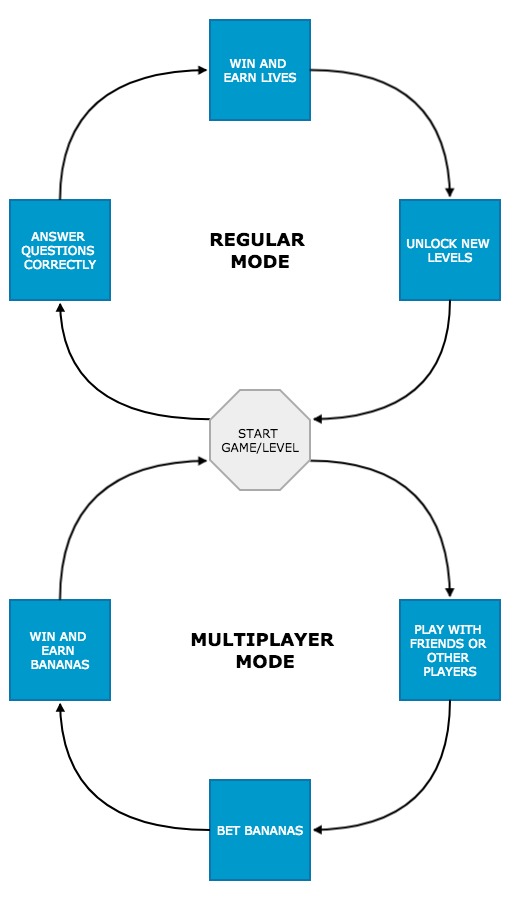 WIN AND
EARN LIVES
ANSWER
QUESTIONS
CORRECTLY
REGULAR
MODE
UNLOCK NEW
LEVELS
START
GAME/LEVEL
WIN AND
EARN
BANANAS
MULTIPLAYER
MODE
PLAY WITH
FRIENDS OR
OTHER
PLAYERS
BET BANANAS